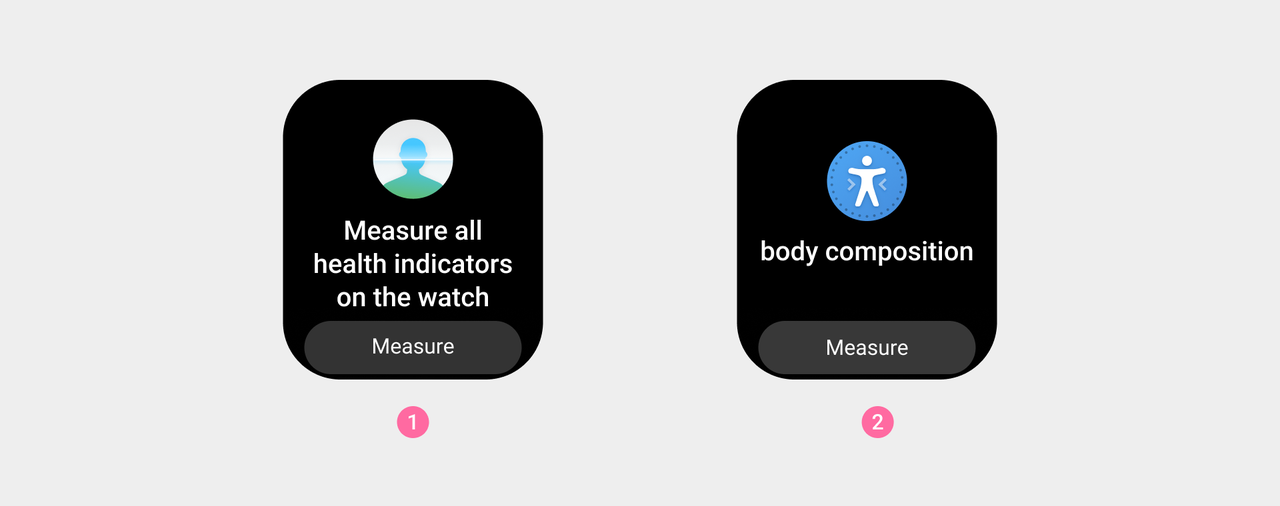 Measure all
health indicators
on the watch
Measure
1
body composition
Measure
2